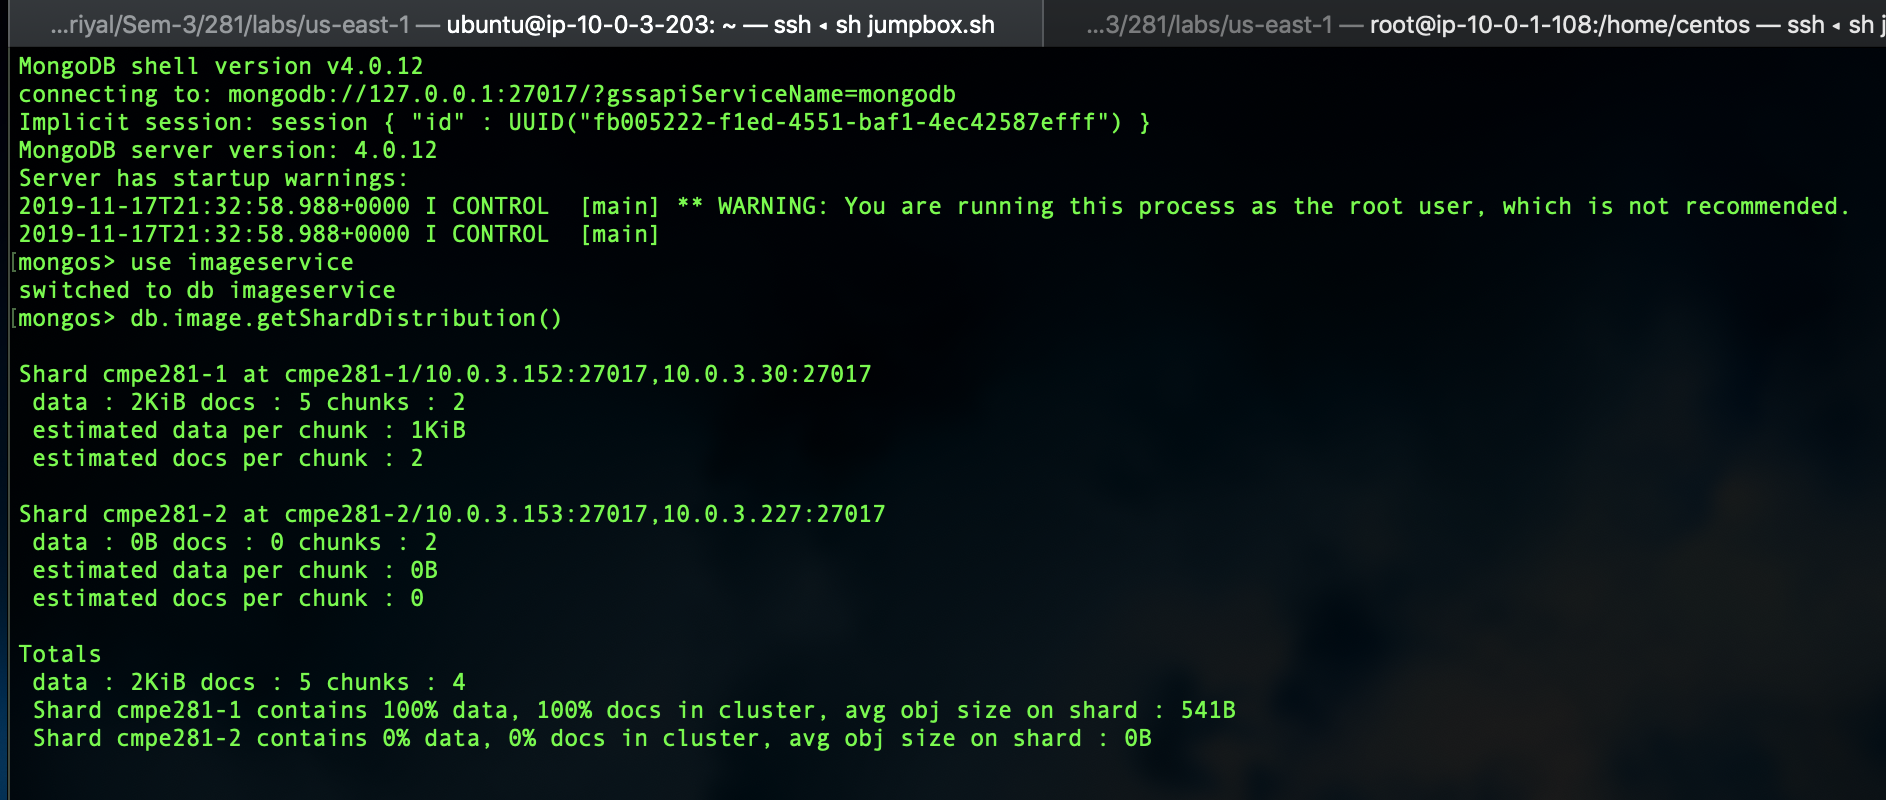 ...riyal/Sem-3/281/labs/us-east-1 — ubuntu@ip-10-0-3-203: ~ — ssh ◂ sh jumpbox.sh
...3/281/labs/us-east-1 — root@ip-10-0-1-108:/home/centos — ssh ◂ sh j
MongoDB shell version v4.0.12
connecting to: mongodb://127.0.0.1:27017/?gssapiServiceName=mongodb
Implicit session: session { "id" : UUID("fb005222-f1ed-4551-baf1-4ec42587efff") }
MongoDB server version: 4.0.12
Server has startup warnings:
2019-11-17T21:32:58.988+0000 I CONTROL  [main] ** WARNING: You are running this process as the root user, which is not recommended.
2019-11-17T21:32:58.988+0000 I CONTROL  [main]
[mongos> use imageservice
switched to db imageservice
[mongos> db.image.getShardDistribution()
Shard cmpe281-1 at cmpe281-1/10.0.3.152:27017,10.0.3.30:27017
data : 2KiB docs : 5 chunks : 2
estimated data per chunk : 1KiB
estimated docs per chunk : 2
Shard cmpe281-2 at cmpe281-2/10.0.3.153:27017,10.0.3.227:27017
data : 0B docs : 0 chunks : 2
estimated data per chunk : 0B
estimated docs per chunk : 0
Totals
data : 2KiB docs : 5 chunks : 4
Shard cmpe281-1 contains 100% data, 100% docs in cluster, avg obj size on shard : 541B
Shard cmpe281-2 contains 0% data, 0% docs in cluster, avg obj size on shard : 0B